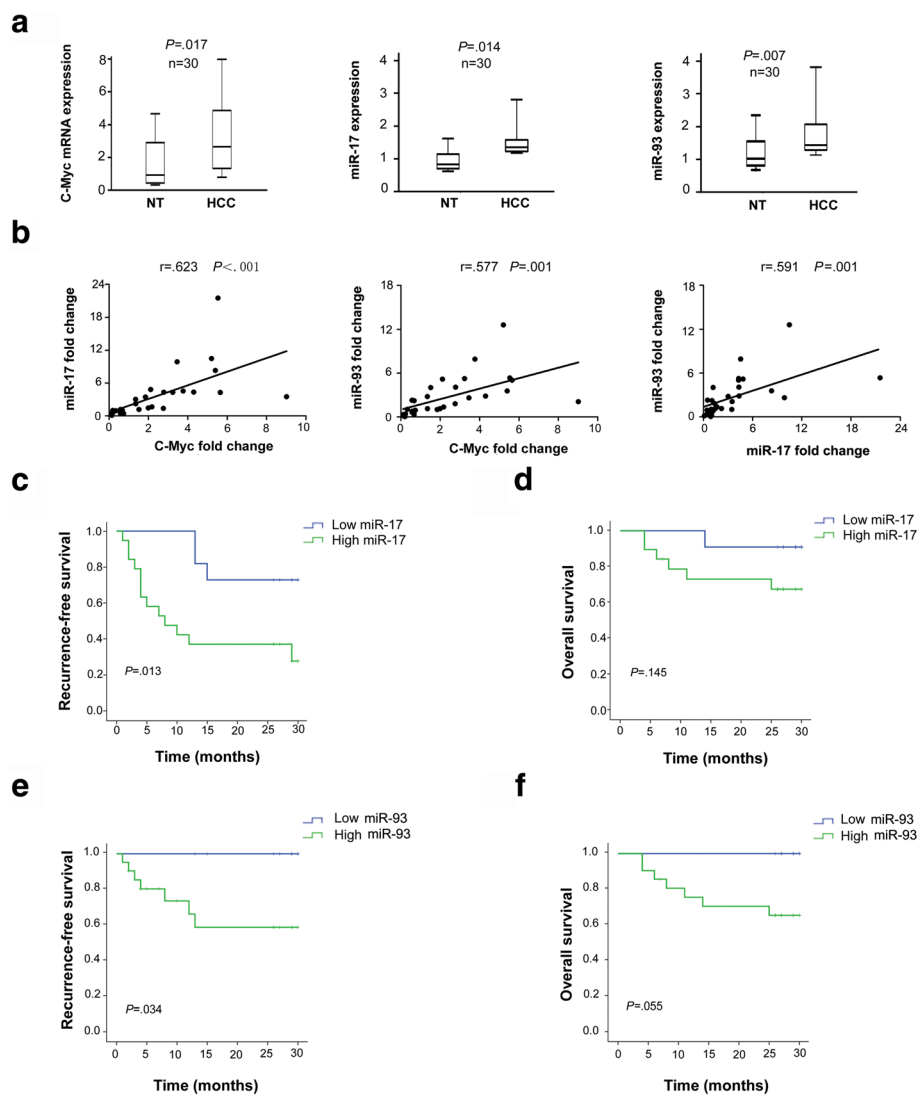 a
P=.017
n=30
C-Myc mRNA expression
8
6
4
2
0
NT HCC
P=.014
n=30
miR-17 expression
4
3
2
1
0
NT HCC
P=.007
n=30
miR-93 expression
4
3
2
1
0
NT HCC
b
r=.623 P<.001
miR-17 fold change
24
18
12
6
0
0 2 4 6 8 10
C-Myc fold change
r=.577 P=.001
miR-93 fold change
18
12
6
0
0 2 4 6 8 10
C-Myc fold change
r=.591 P=.001
miR-93 fold change
18
12
6
0
0 6 12 18 24
miR-17 fold change
c
Low miR-17
High miR-17
Recurrence-free survival
1.0
0.8
0.6
0.4
0.2
0.0
P=.013
0 5 10 15 20 25 30
Time (months)
d
Low miR-17
High miR-17
Overall survival
1.0
0.8
0.6
0.4
0.2
0.0
P=.145
0 5 10 15 20 25 30
Time (months)
e
Low miR-93
High miR-93
Recurrence-free survival
1.0
0.8
0.6
0.4
0.2
0.0
P=.034
0 5 10 15 20 25 30
Time (months)
f
Low miR-93
High miR-93
Overall survival
1.0
0.8
0.6
0.4
0.2
0.0
P=.055
0 5 10 15 20 25 30
Time (months)